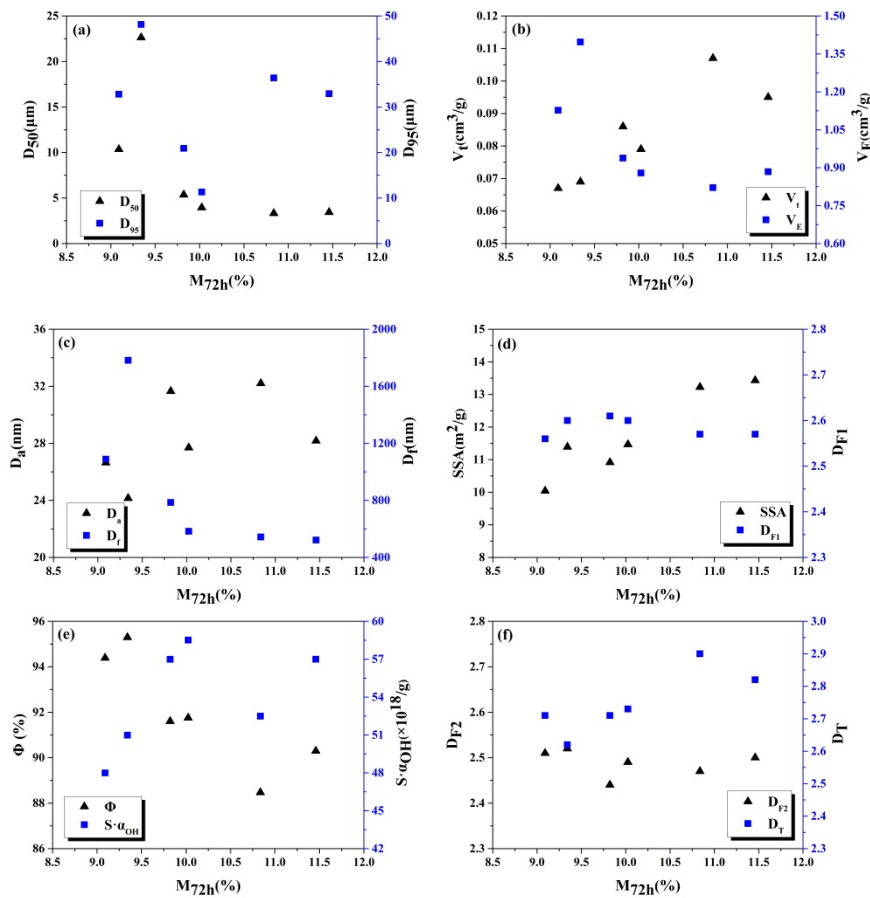 (a)
D50(μm)
25
20
15
10
5
0
D95(μm)
50
40
30
20
10
0
D50
D95
8.5 9.0 9.5 10.0 10.5 11.0 11.5 12.0
M72h(%)
(b)
Vt(cm3/g)
0.12
0.11
0.10
0.09
0.08
0.07
0.06
0.05
VE(cm3/g)
1.50
1.35
1.20
1.05
0.90
0.75
0.60
Vt
VE
8.5 9.0 9.5 10.0 10.5 11.0 11.5 12.0
M72h(%)
(c)
Da(nm)
36
32
28
24
20
Df(nm)
2000
1600
1200
800
400
Da
Df
8.5 9.0 9.5 10.0 10.5 11.0 11.5 12.0
M72h(%)
(d)
SSA(m2/g)
15
14
13
12
11
10
9
8
DF1
2.8
2.7
2.6
2.5
2.4
2.3
SSA
DF1
8.5 9.0 9.5 10.0 10.5 11.0 11.5 12.0
M72h(%)
(e)
Φ (%)
96
94
92
90
88
86
S·αOH(×1018/g)
60
57
54
51
48
45
42
Φ
S·αOH
8.5 9.0 9.5 10.0 10.5 11.0 11.5 12.0
M72h(%)
(f)
DF2
2.8
2.7
2.6
2.5
2.4
2.3
DT
3.0
2.9
2.8
2.7
2.6
2.5
2.4
2.3
DF2
DT
8.5 9.0 9.5 10.0 10.5 11.0 11.5 12.0
M72h(%)